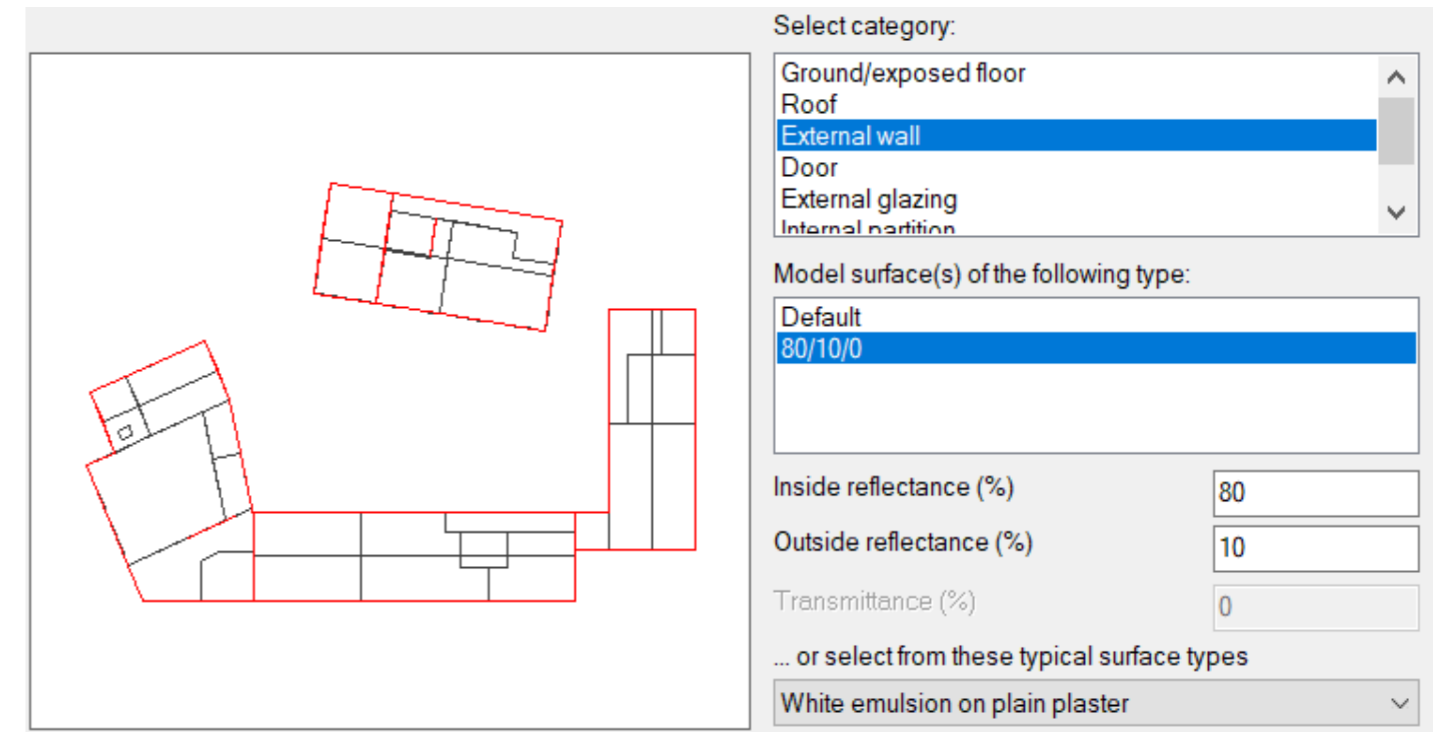 Select category:
Ground/exposed floor
Roof
External wall
Door
External glazing
Internal partition
Model surface(s) of the following type:
Default
80/10/0
Inside reflectance (%)
80
Outside reflectance (%)
10
Transmittance (%)
0
... or select from these typical surface types
White emulsion on plain plaster